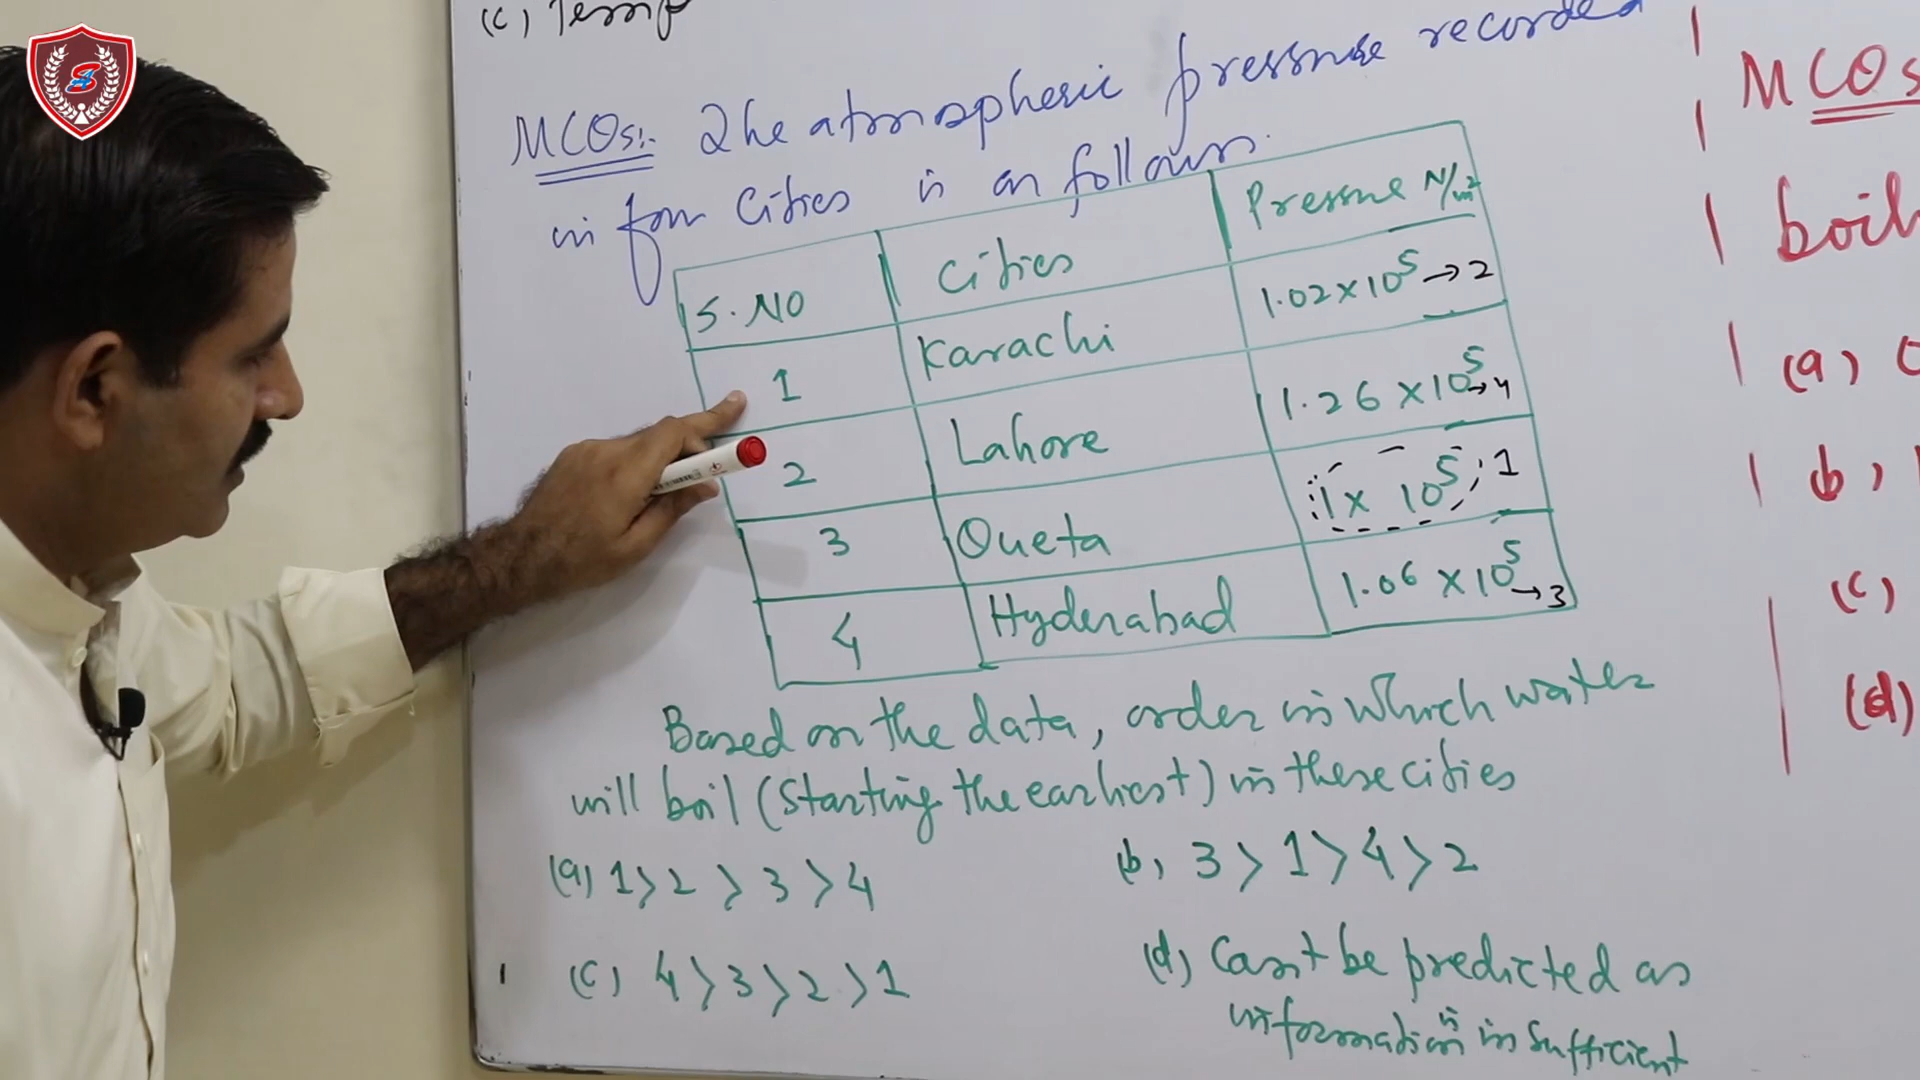 (c) Temp
MCQs:- The atmospheric pressure recorded
in four Cities is as follows.
S.NO Cities Pressure N/m²
1 Karachi 1.02×10⁵ → 2
2 Lahore 1.26 ×10⁵ → 4
3 Queta 1× 10⁵ 1
4 Hyderabad 1.06 ×10⁵ → 3
Based on the data, order in which water
will boil (starting the earliest) in these cities
(a) 1>2 >3 >4
(b) 3 >1>4>2
(c) 4>3>2>1
(d) Can't be predicted as
information is insufficient
MCQs
boil
(a)
(b)
(c)
(d)